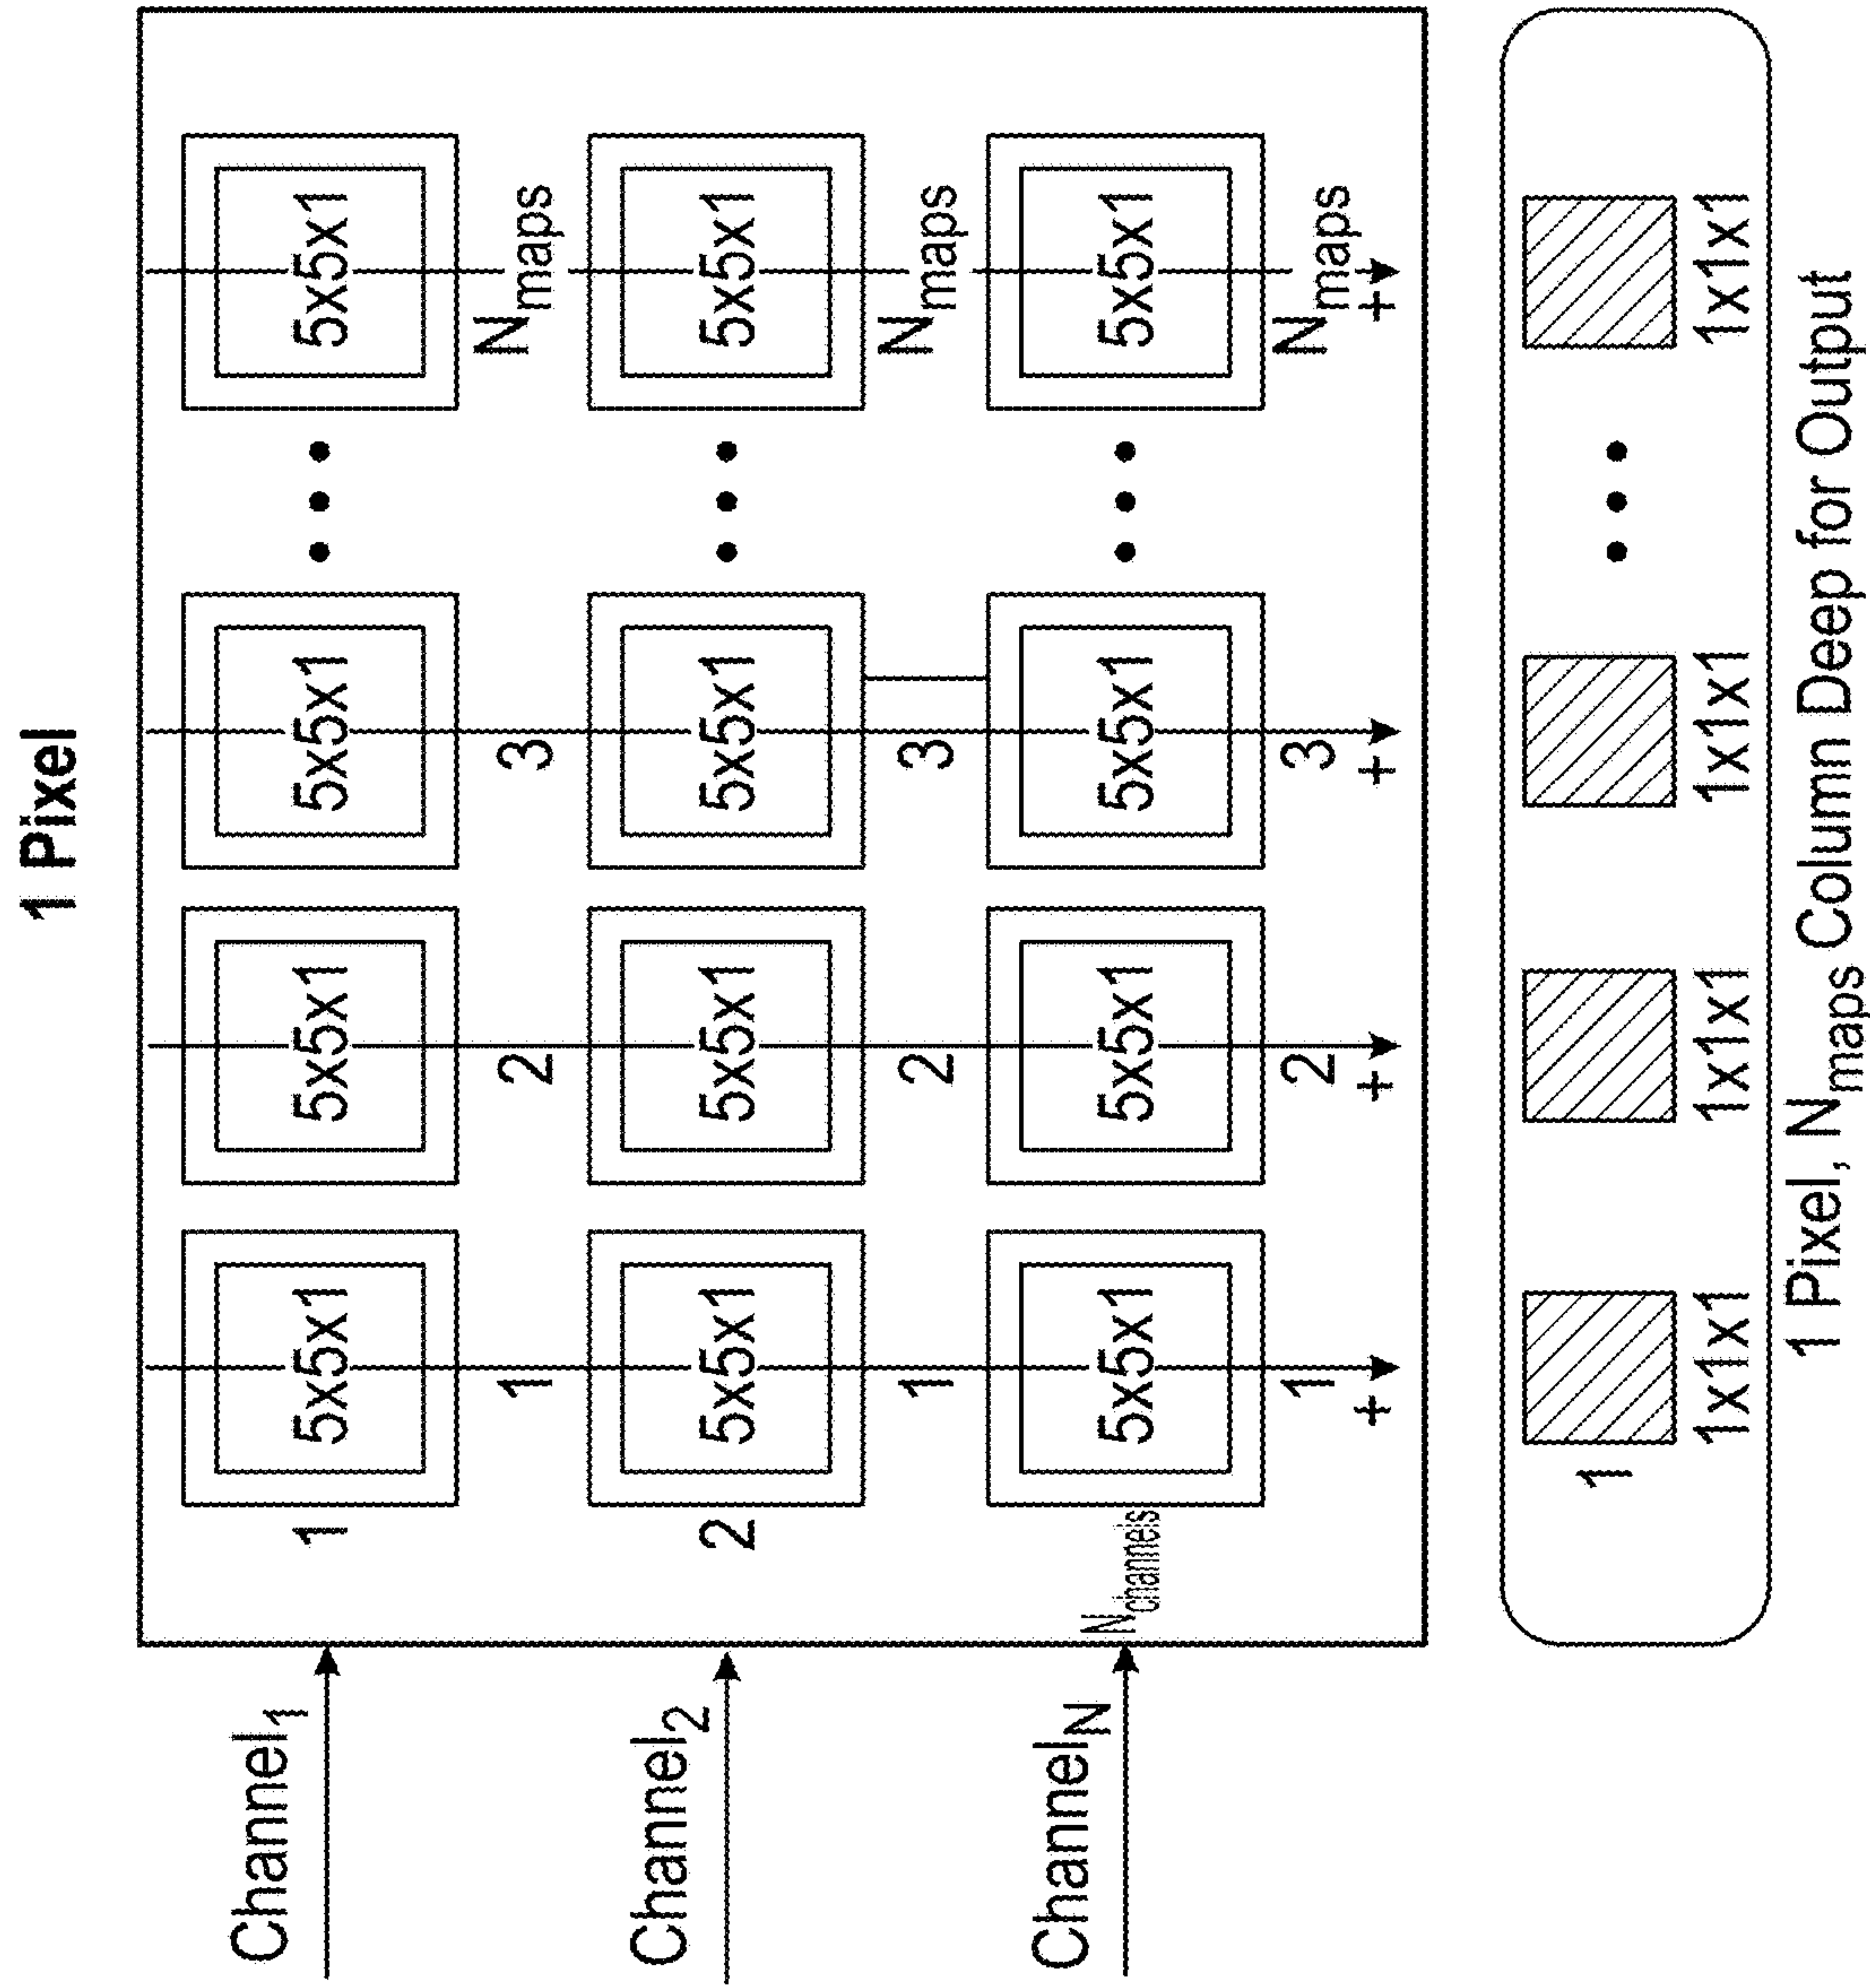 1 Pixel
Channel1
1 5x5x1 5x5x1 5x5x1 ••• 5x5x1
1 2 3 Nmaps
Channel2
2 5x5x1 5x5x1 5x5x1 ••• 5x5x1
1 2 3 Nmaps
ChannelN
Nchannels 5x5x1 5x5x1 5x5x1 ••• 5x5x1
1 2 3 Nmaps
+ + + +
1 •••
1x1x1 1x1x1 1x1x1 1x1x1
1 Pixel, Nmaps Column Deep for Output